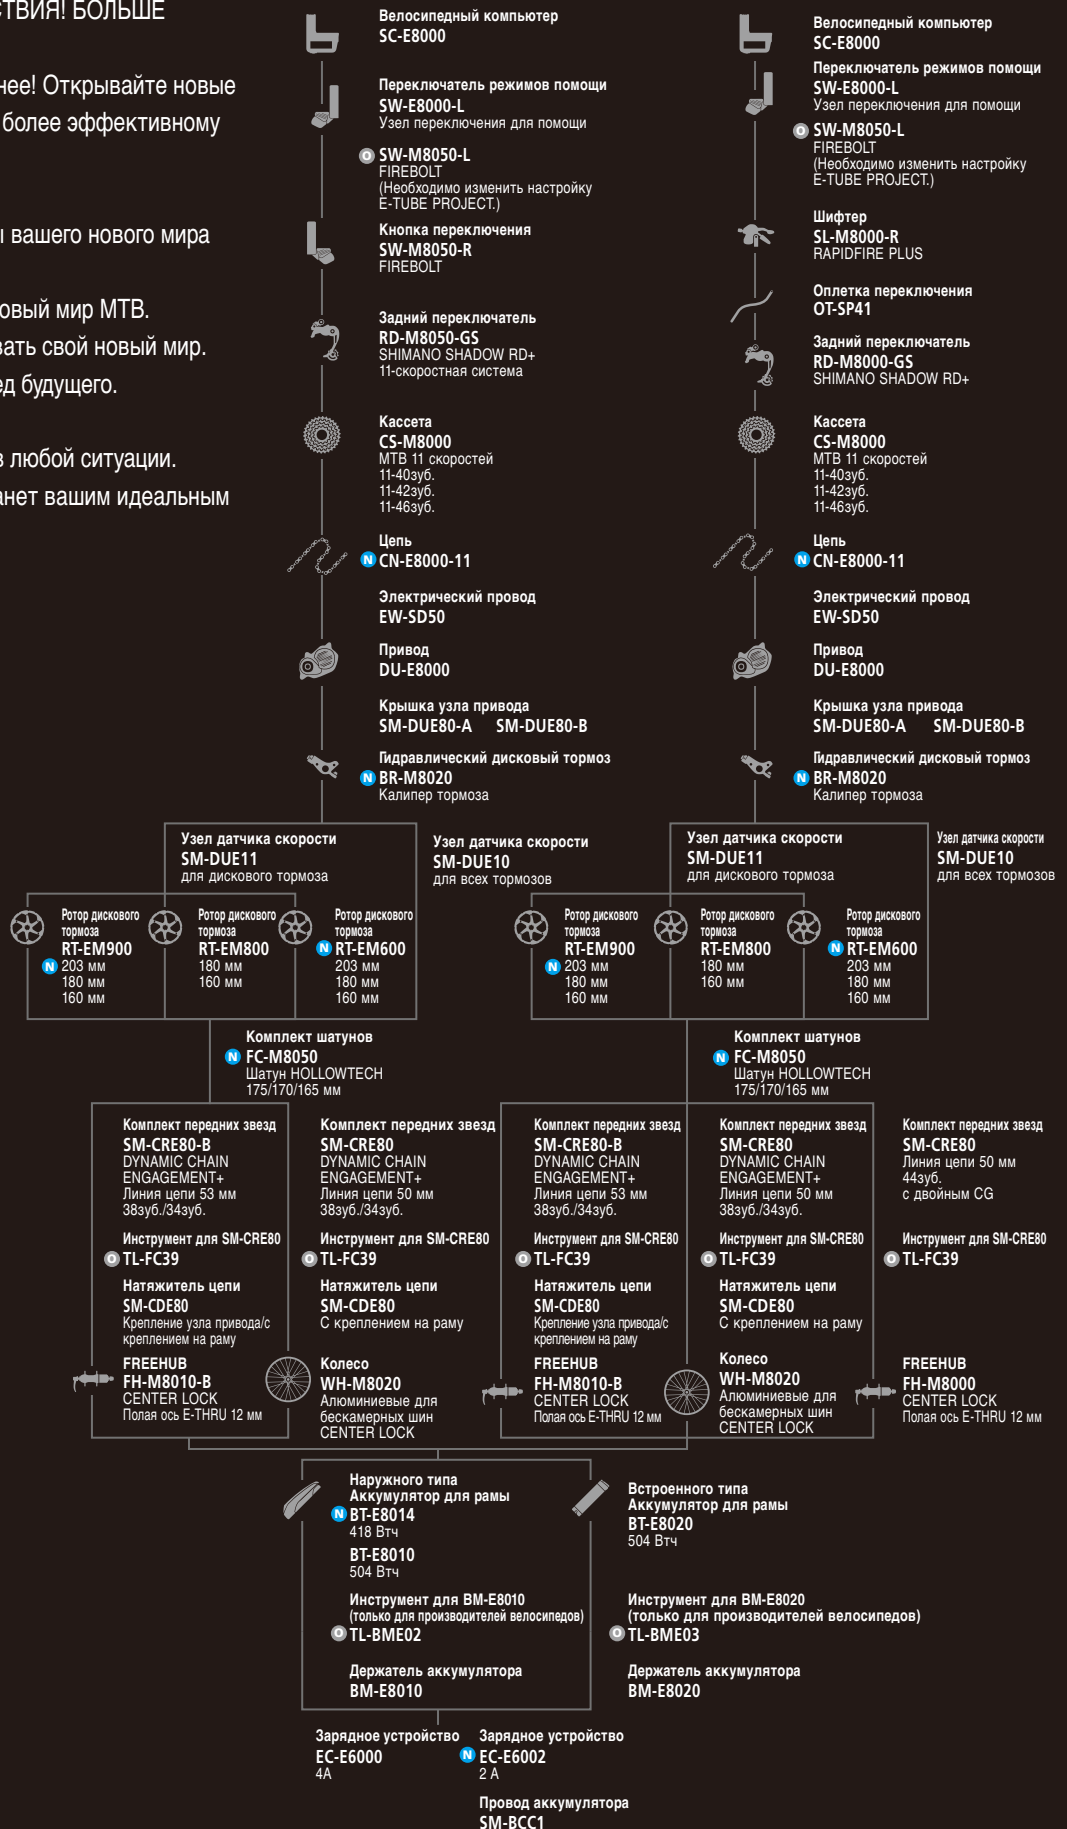 СТВИЯ! БОЛЬШЕ
нее! Открывайте новые
более эффективному
ы вашего нового мира
овый мир МТВ.
вать свой новый мир.
ед будущего.
в любой ситуации.
анет вашим идеальным
Велосипедный компьютер
SC-E8000
Переключатель режимов помощи
SW-E8000-L
Узел переключения для помощи
O SW-M8050-L
FIREBOLT
(Необходимо изменить настройку
E-TUBE PROJECT.)
Кнопка переключения
SW-M8050-R
FIREBOLT
Задний переключатель
RD-M8050-GS
SHIMANO SHADOW RD+
11-скоростная система
Кассета
CS-M8000
МТВ 11 скоростей
11-40зуб.
11-42зуб.
11-46зуб.
Цепь
N CN-E8000-11
Электрический провод
EW-SD50
Привод
DU-E8000
Крышка узла привода
SM-DUE80-A SM-DUE80-B
Гидравлический дисковый тормоз
N BR-M8020
Калипер тормоза
Узел датчика скорости
SM-DUE11
для дискового тормоза
Узел датчика скорости
SM-DUE10
для всех тормозов
Ротор дискового
тормоза
RT-EM900
N 203 мм
180 мм
160 мм
Ротор дискового
тормоза
RT-EM800
180 мм
160 мм
Ротор дискового
тормоза
N RT-EM600
203 мм
180 мм
160 мм
Комплект шатунов
N FC-M8050
Шатун HOLLOWTECH
175/170/165 мм
Комплект передних звезд
SM-CRE80-B
DYNAMIC CHAIN
ENGAGEMENT+
Линия цепи 53 мм
38зуб./34зуб.
Инструмент для SM-CRE80
O TL-FC39
Натяжитель цепи
SM-CDE80
Крепление узла привода/с
креплением на раму
FREEHUB
FH-M8010-B
CENTER LOCK
Полая ось E-THRU 12 мм
Комплект передних звезд
SM-CRE80
DYNAMIC CHAIN
ENGAGEMENT+
Линия цепи 50 мм
38зуб./34зуб.
Инструмент для SM-CRE80
O TL-FC39
Натяжитель цепи
SM-CDE80
С креплением на раму
Колесо
WH-M8020
Алюминиевые для
бескамерных шин
CENTER LOCK
Велосипедный компьютер
SC-E8000
Переключатель режимов помощи
SW-E8000-L
Узел переключения для помощи
O SW-M8050-L
FIREBOLT
(Необходимо изменить настройку
E-TUBE PROJECT.)
Шифтер
SL-M8000-R
RAPIDFIRE PLUS
Оплетка переключения
OT-SP41
Задний переключатель
RD-M8000-GS
SHIMANO SHADOW RD+
Кассета
CS-M8000
МТВ 11 скоростей
11-40зуб.
11-42зуб.
11-46зуб.
Цепь
N CN-E8000-11
Электрический провод
EW-SD50
Привод
DU-E8000
Крышка узла привода
SM-DUE80-A SM-DUE80-B
Гидравлический дисковый тормоз
N BR-M8020
Калипер тормоза
Узел датчика скорости
SM-DUE11
для дискового тормоза
Узел датчика скорости
SM-DUE10
для всех тормозов
Ротор дискового
тормоза
RT-EM900
N 203 мм
180 мм
160 мм
Ротор дискового
тормоза
RT-EM800
180 мм
160 мм
Ротор дискового
тормоза
N RT-EM600
203 мм
180 мм
160 мм
Комплект шатунов
N FC-M8050
Шатун HOLLOWTECH
175/170/165 мм
Комплект передних звезд
SM-CRE80-B
DYNAMIC CHAIN
ENGAGEMENT+
Линия цепи 53 мм
38зуб./34зуб.
Инструмент для SM-CRE80
O TL-FC39
Натяжитель цепи
SM-CDE80
Крепление узла привода/с
креплением на раму
FREEHUB
FH-M8010-B
CENTER LOCK
Полая ось E-THRU 12 мм
Комплект передних звезд
SM-CRE80
DYNAMIC CHAIN
ENGAGEMENT+
Линия цепи 50 мм
38зуб./34зуб.
Инструмент для SM-CRE80
O TL-FC39
Натяжитель цепи
SM-CDE80
С креплением на раму
Колесо
WH-M8020
Алюминиевые для
бескамерных шин
CENTER LOCK
Комплект передних звезд
SM-CRE80
Линия цепи 50 мм
44зуб.
с двойным CG
Инструмент для SM-CRE80
O TL-FC39
FREEHUB
FH-M8000
CENTER LOCK
Полая ось E-THRU 12 мм
Наружного типа
Аккумулятор для рамы
N BT-E8014
418 Втч
BT-E8010
504 Втч
Инструмент для BM-E8010
(только для производителей велосипедов)
O TL-BME02
Держатель аккумулятора
BM-E8010
Встроенного типа
Аккумулятор для рамы
BT-E8020
504 Втч
Инструмент для BM-E8020
(только для производителей велосипедов)
O TL-BME03
Держатель аккумулятора
BM-E8020
Зарядное устройство
EC-E6000
4A
Зарядное устройство
N EC-E6002
2 A
Провод аккумулятора
SM-BCC1